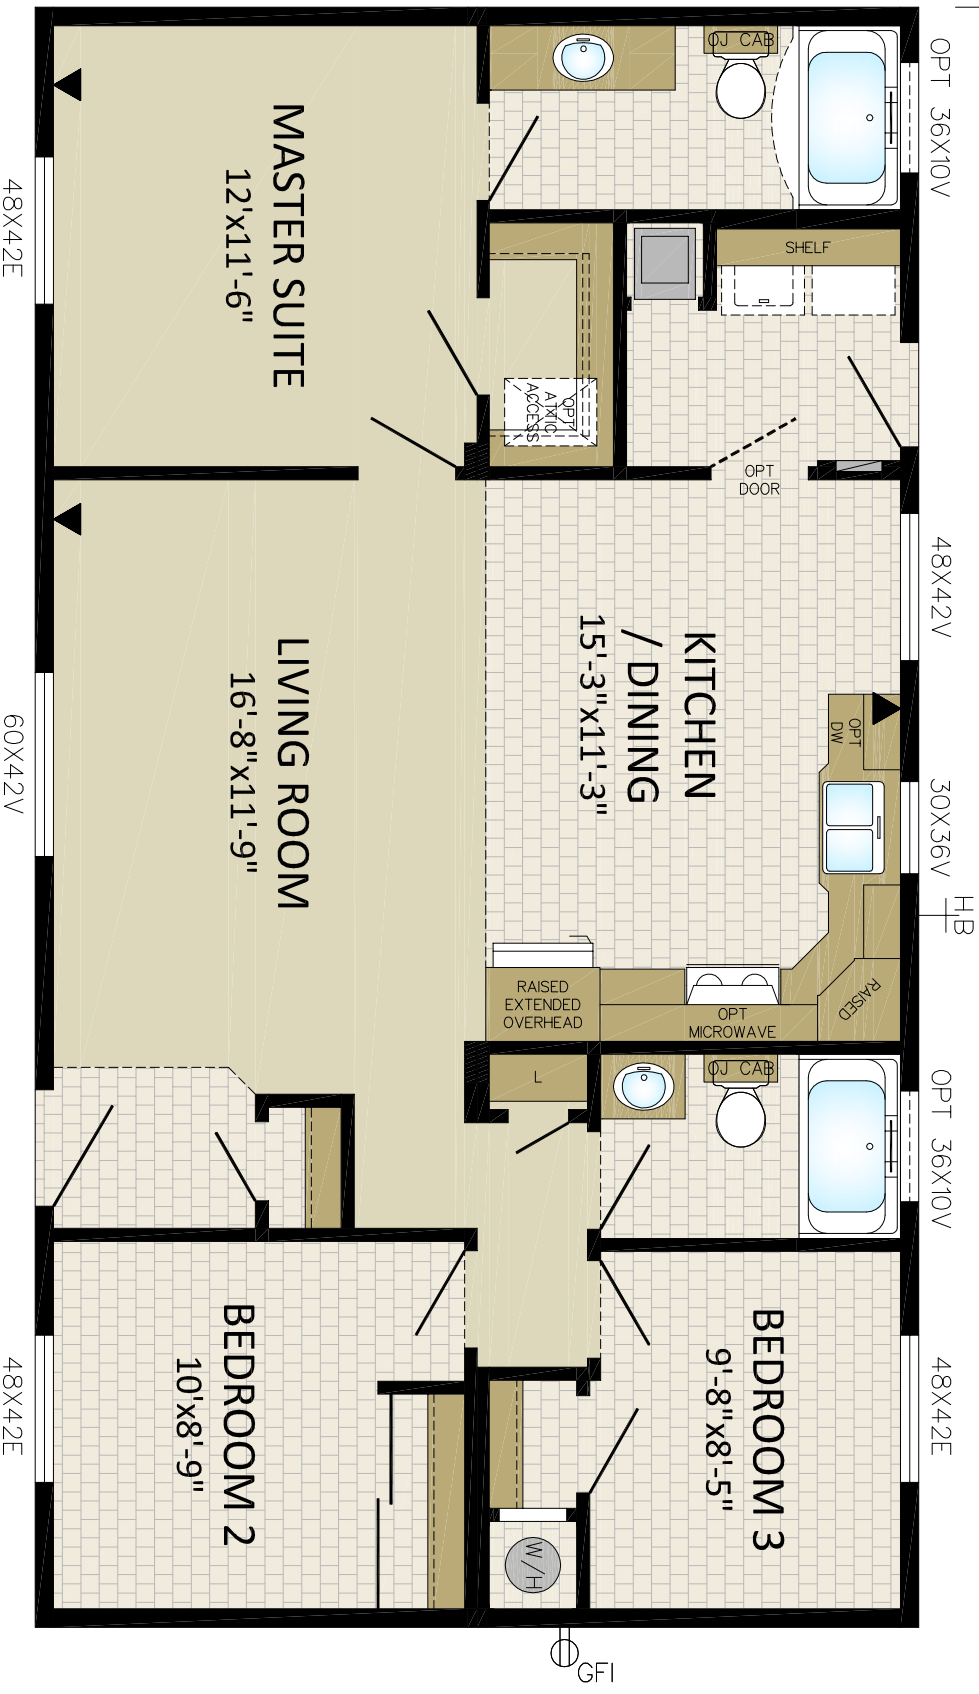 OPT 36X10V
OJ CAB
MASTER SUITE
12'x11'-6"
48X42E
SHELF
OPT
ATTIC
ACCESS
OPT
DOOR
48X42V
KITCHEN
/ DINING
15'-3"x11'-3"
OPT
DW
30X36V
HB
LIVING ROOM
16'-8"x11'-9"
60X42V
RAISED
EXTENDED
OVERHEAD
OPT
MICROWAVE
RAISED
L
OJ CAB
OPT 36X10V
BEDROOM 2
10'x8'-9"
48X42E
BEDROOM 3
9'-8"x8'-5"
48X42E
W/H
GFI